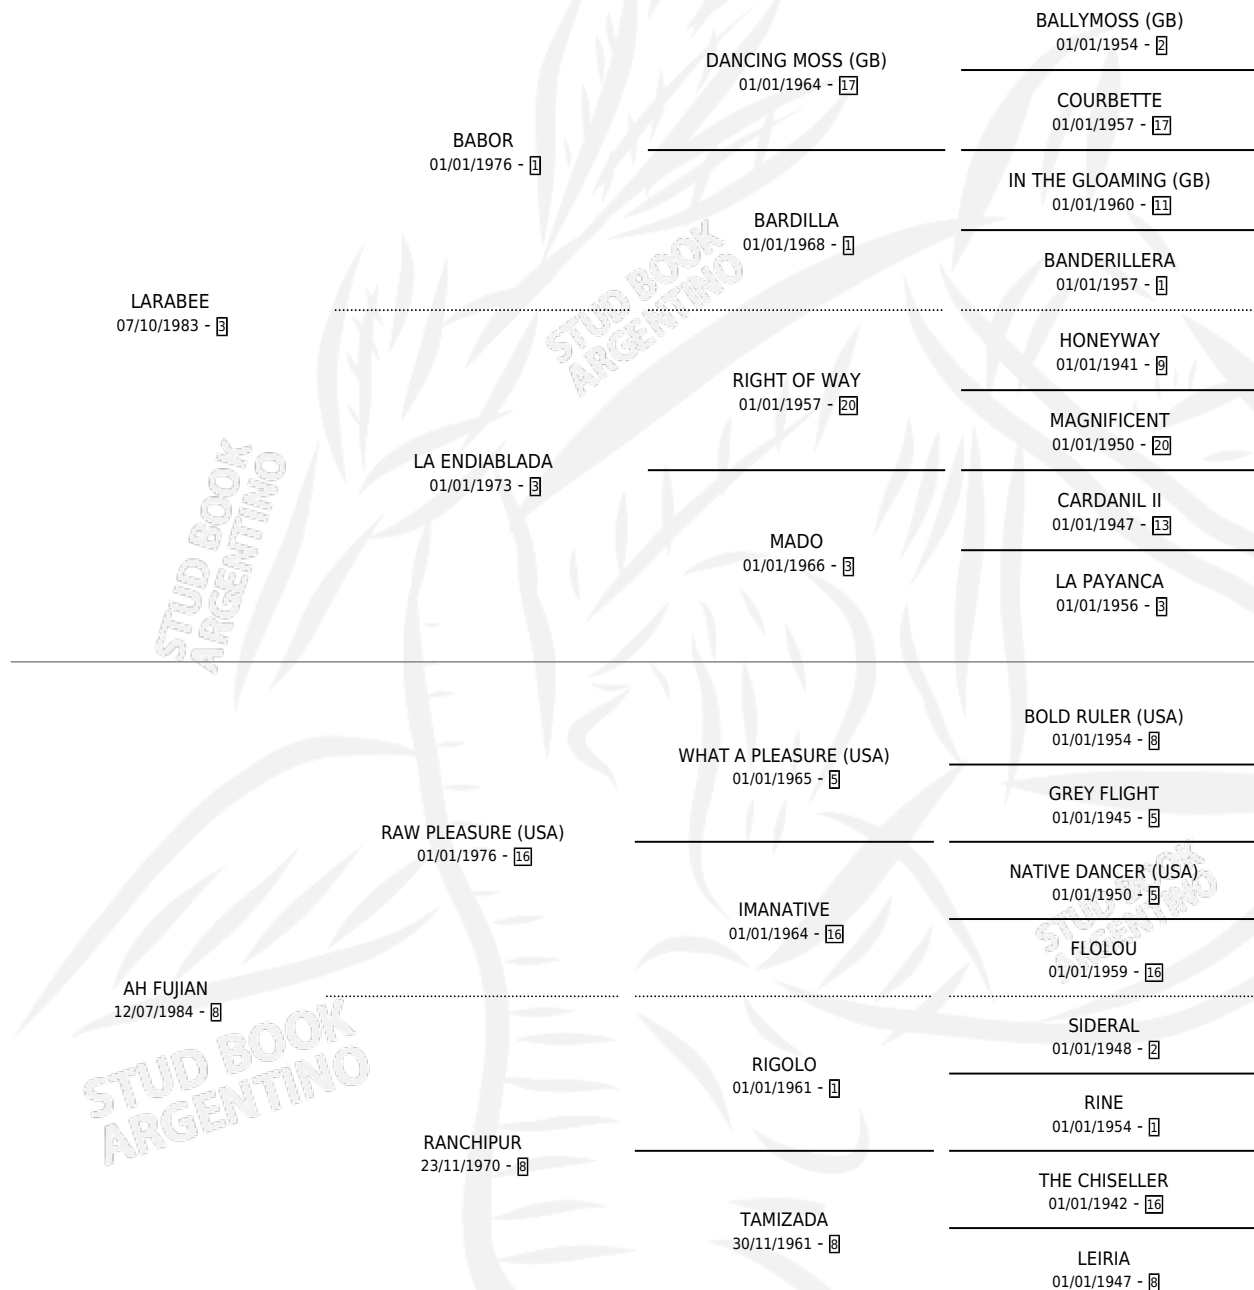 BALLYMOSS (GB)
01/01/1954 - 2
DANCING MOSS (GB)
01/01/1964 - 17
COURBETTE
01/01/1957 - 17
BABOR
01/01/1976 - 1
IN THE GLOAMING (GB)
01/01/1960 - 11
BARDILLA
01/01/1968 - 1
BANDERILLERA
01/01/1957 - 1
LARABEE
07/10/1983 - 3
HONEYWAY
01/01/1941 - 9
RIGHT OF WAY
01/01/1957 - 20
MAGNIFICENT
01/01/1950 - 20
LA ENDIABLADA
01/01/1973 - 3
CARDANIL II
01/01/1947 - 13
MADO
01/01/1966 - 3
LA PAYANCA
01/01/1956 - 3
BOLD RULER (USA)
01/01/1954 - 8
WHAT A PLEASURE (USA)
01/01/1965 - 5
GREY FLIGHT
01/01/1945 - 5
RAW PLEASURE (USA)
01/01/1976 - 16
NATIVE DANCER (USA)
01/01/1950 - 5
IMANATIVE
01/01/1964 - 16
FLOLOU
01/01/1959 - 16
AH FUJIAN
12/07/1984 - 8
SIDERAL
01/01/1948 - 2
RIGOLO
01/01/1961 - 1
RINE
01/01/1954 - 1
RANCHIPUR
23/11/1970 - 8
THE CHISELLER
01/01/1942 - 16
TAMIZADA
30/11/1961 - 8
LEIRIA
01/01/1947 - 8
STUD BOOK
ARGENTINO
STUD BOOK
ARGENTINO
STUD BOOK
ARGENTINO
STUD BOOK
ARGENTINO